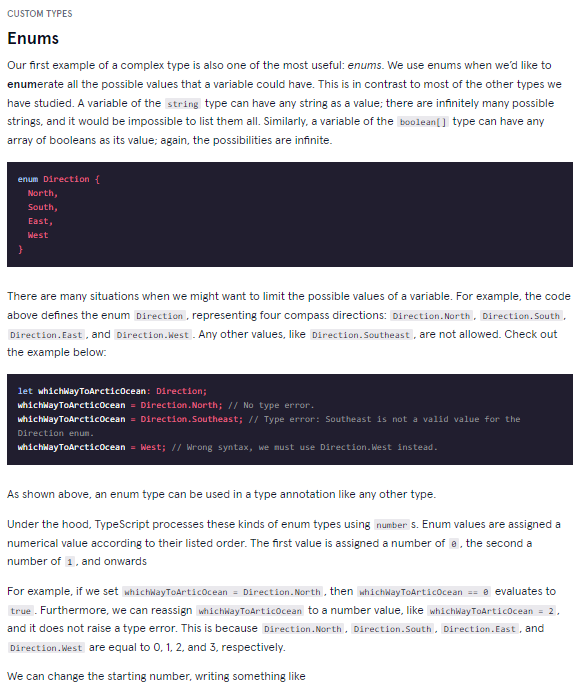 CUSTOM TYPES
Enums
Our first example of a complex type is also one of the most useful: enums. We use enums when we'd like to
enumerate all the possible values that a variable could have. This is in contrast to most of the other types we
have studied. A variable of the string type can have any string as a value; there are infinitely many possible
strings, and it would be impossible to list them all. Similarly, a variable of the boolean[] type can have any
array of booleans as its value; again, the possibilities are infinite.
enum Direction {
  North,
  South,
  East,
  West
}
There are many situations when we might want to limit the possible values of a variable. For example, the code
above defines the enum Direction, representing four compass directions: Direction.North, Direction.South,
Direction.East, and Direction.West. Any other values, like Direction.Southeast, are not allowed. Check out
the example below:
let whichWayToArcticOcean: Direction;
whichWayToArcticOcean = Direction.North; // No type error.
whichWayToArcticOcean = Direction.Southeast; // Type error: Southeast is not a valid value for the
Direction enum.
whichWayToArcticOcean = West; // Wrong syntax, we must use Direction.West instead.
As shown above, an enum type can be used in a type annotation like any other type.
Under the hood, TypeScript processes these kinds of enum types using numbers. Enum values are assigned a
numerical value according to their listed order. The first value is assigned a number of 0, the second a
number of 1, and onwards
For example, if we set whichWayToArticOcean = Direction.North, then whichWayToArticOcean == 0 evaluates to
true. Furthermore, we can reassign whichWayToArticOcean to a number value, like whichWayToArticOcean = 2,
and it does not raise a type error. This is because Direction.North, Direction.South, Direction.East, and
Direction.West are equal to 0, 1, 2, and 3, respectively.
We can change the starting number, writing something like